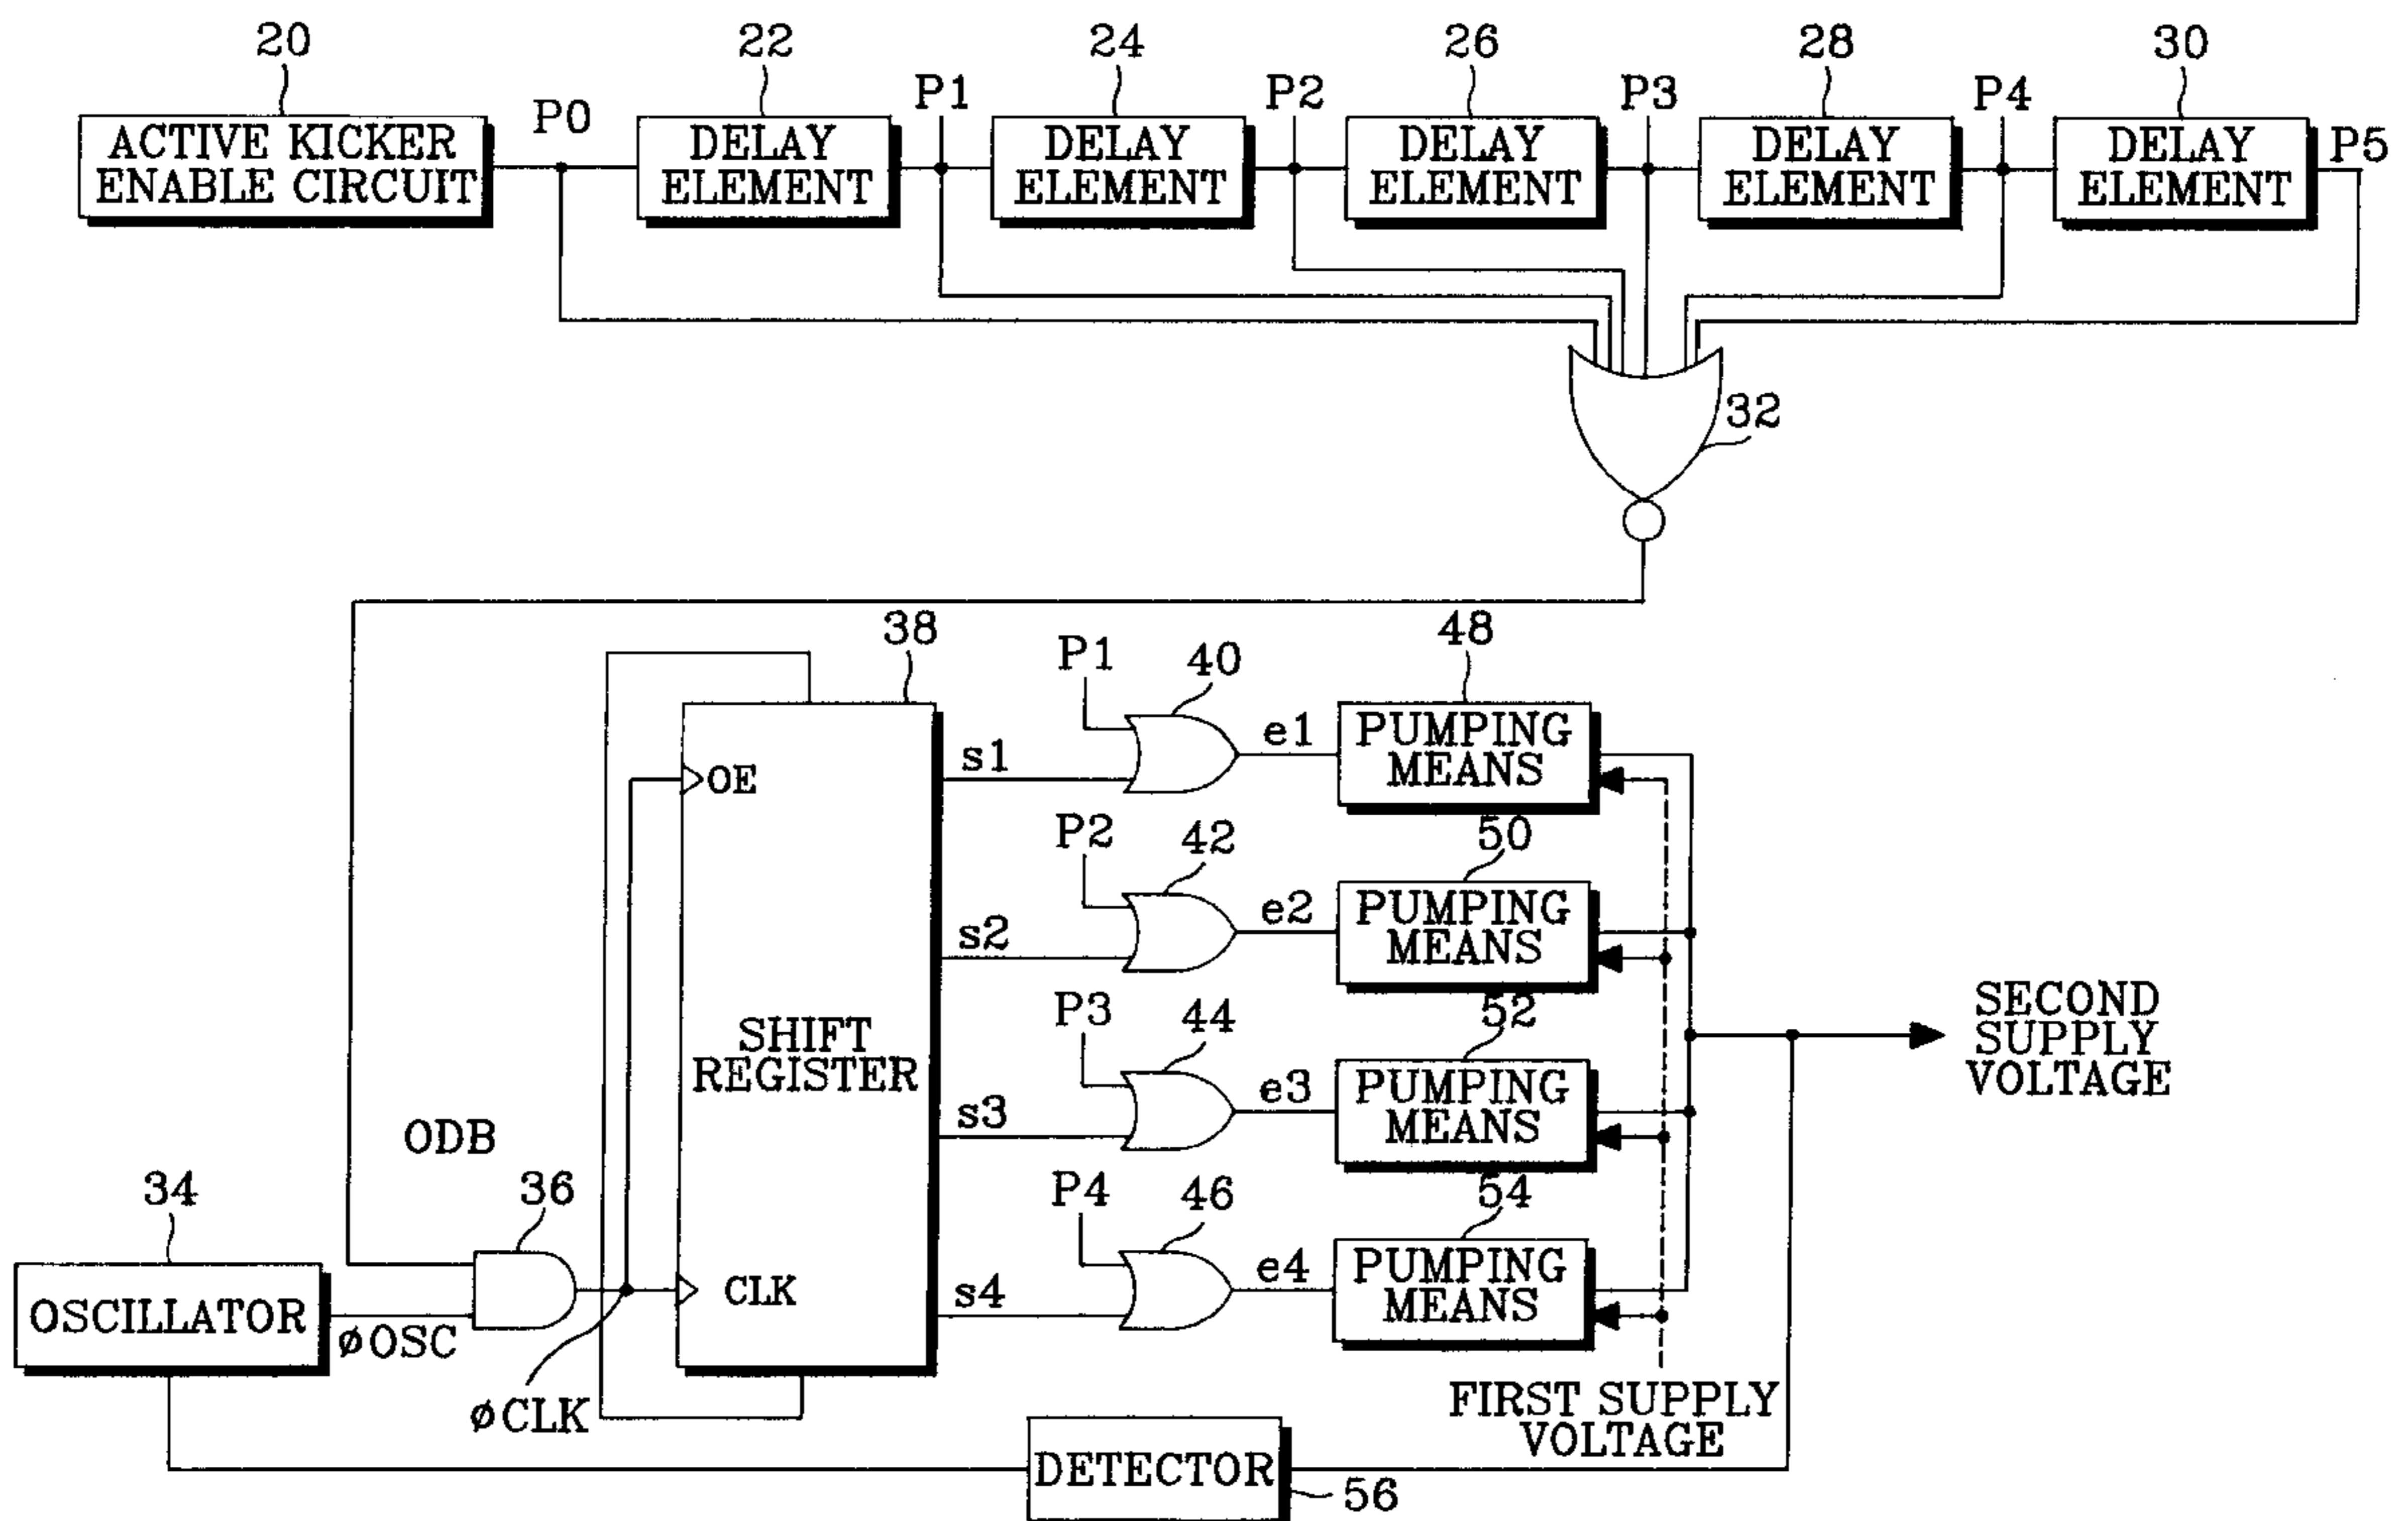 20
22
24
26
28
30
P0
P1
P2
P3
P4
P5
ACTIVE KICKER
ENABLE CIRCUIT
DELAY
ELEMENT
DELAY
ELEMENT
DELAY
ELEMENT
DELAY
ELEMENT
DELAY
ELEMENT
32
38
P1
40
48
OE
s1
e1
PUMPING
MEANS
P2
42
50
s2
e2
PUMPING
MEANS
SHIFT
REGISTER
P3
44
52
s3
e3
PUMPING
MEANS
SECOND
SUPPLY
VOLTAGE
ODB
34
36
P4
46
54
OSCILLATOR
øOSC
CLK
s4
e4
PUMPING
MEANS
øCLK
FIRST SUPPLY
VOLTAGE
DETECTOR
56